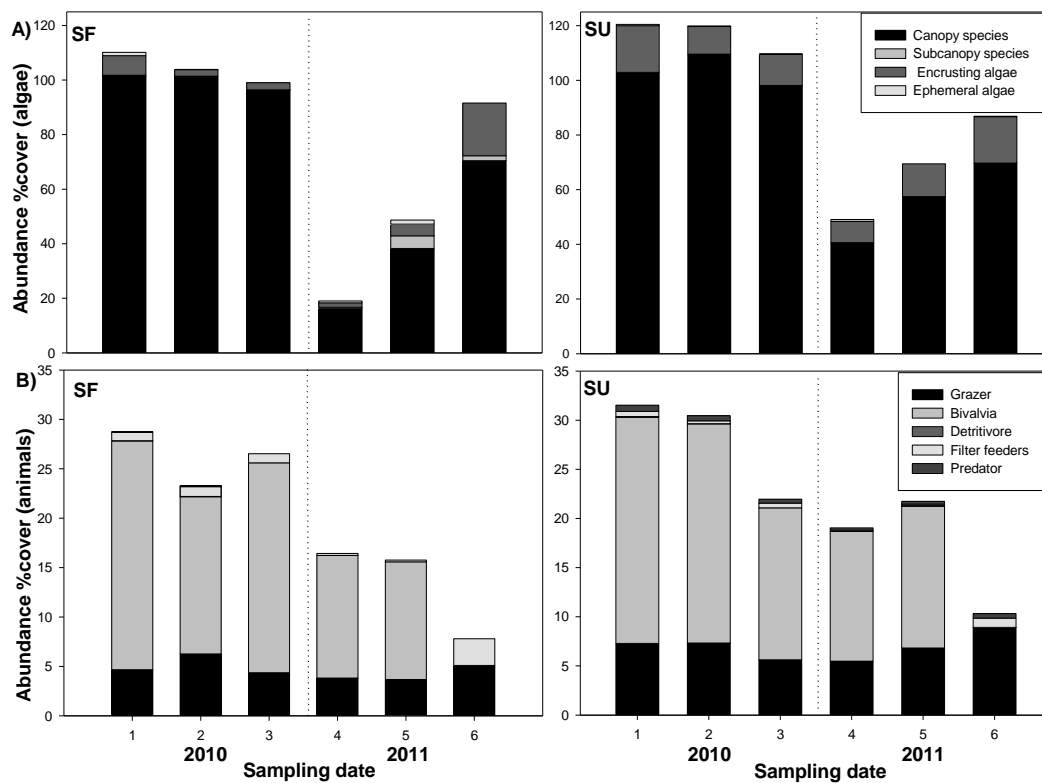 A)
SF
SU
Canopy species
Subcanopy species
Encrusting algae
Ephemeral algae
Abundance %cover (algae)
120
100
80
60
40
20
0
120
100
80
60
40
20
0
B)
SF
SU
Grazer
Bivalvia
Detritivore
Filter feeders
Predator
Abundance %cover (animals)
35
30
25
20
15
10
5
0
35
30
25
20
15
10
5
0
1 2 3 4 5 6
2010 2011
Sampling date
1 2 3 4 5 6
2010 2011
Sampling date